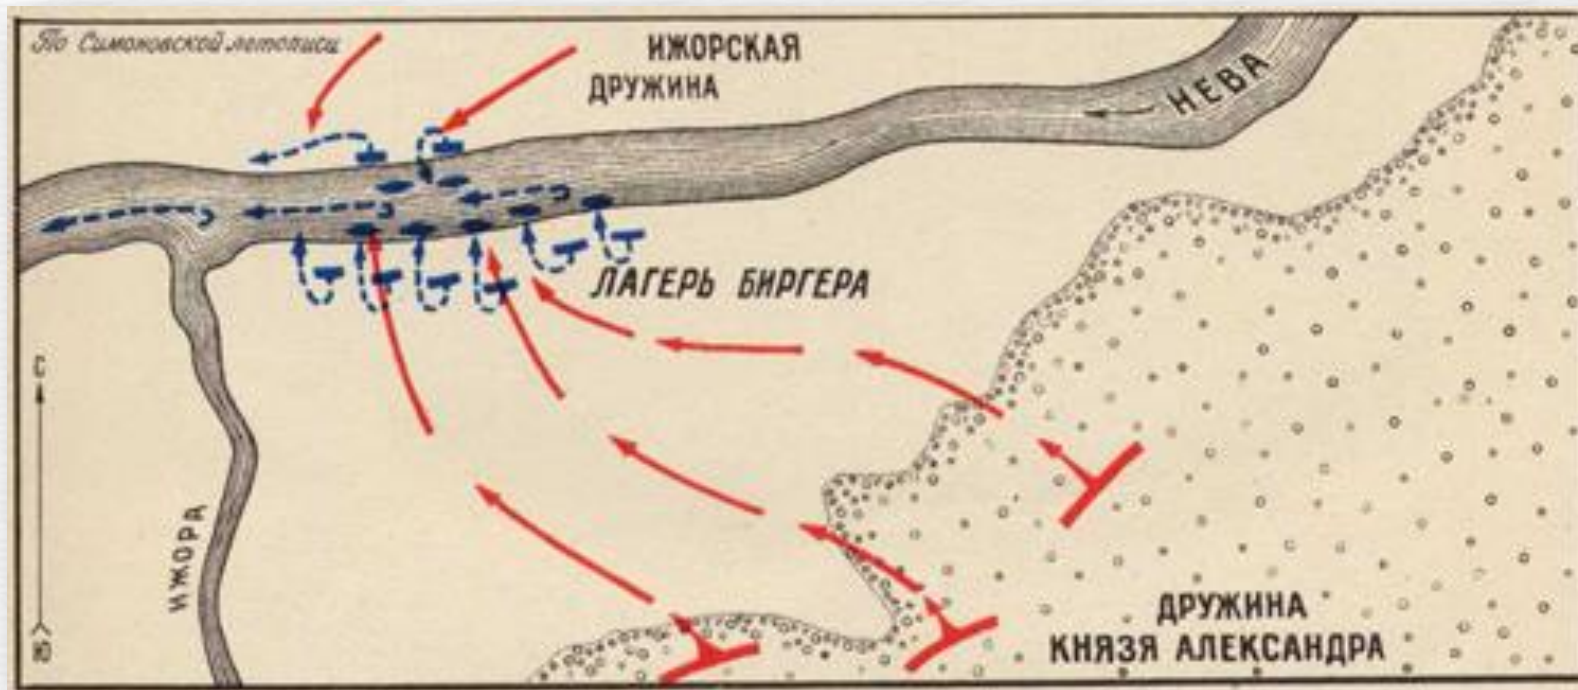 По Симоновской летописи
ИЖОРСКАЯ
ДРУЖИНА
НЕВА
ЛАГЕРЬ БИРГЕРА
С
ИЖОРА
Ю
ДРУЖИНА
КНЯЗЯ АЛЕКСАНДРА